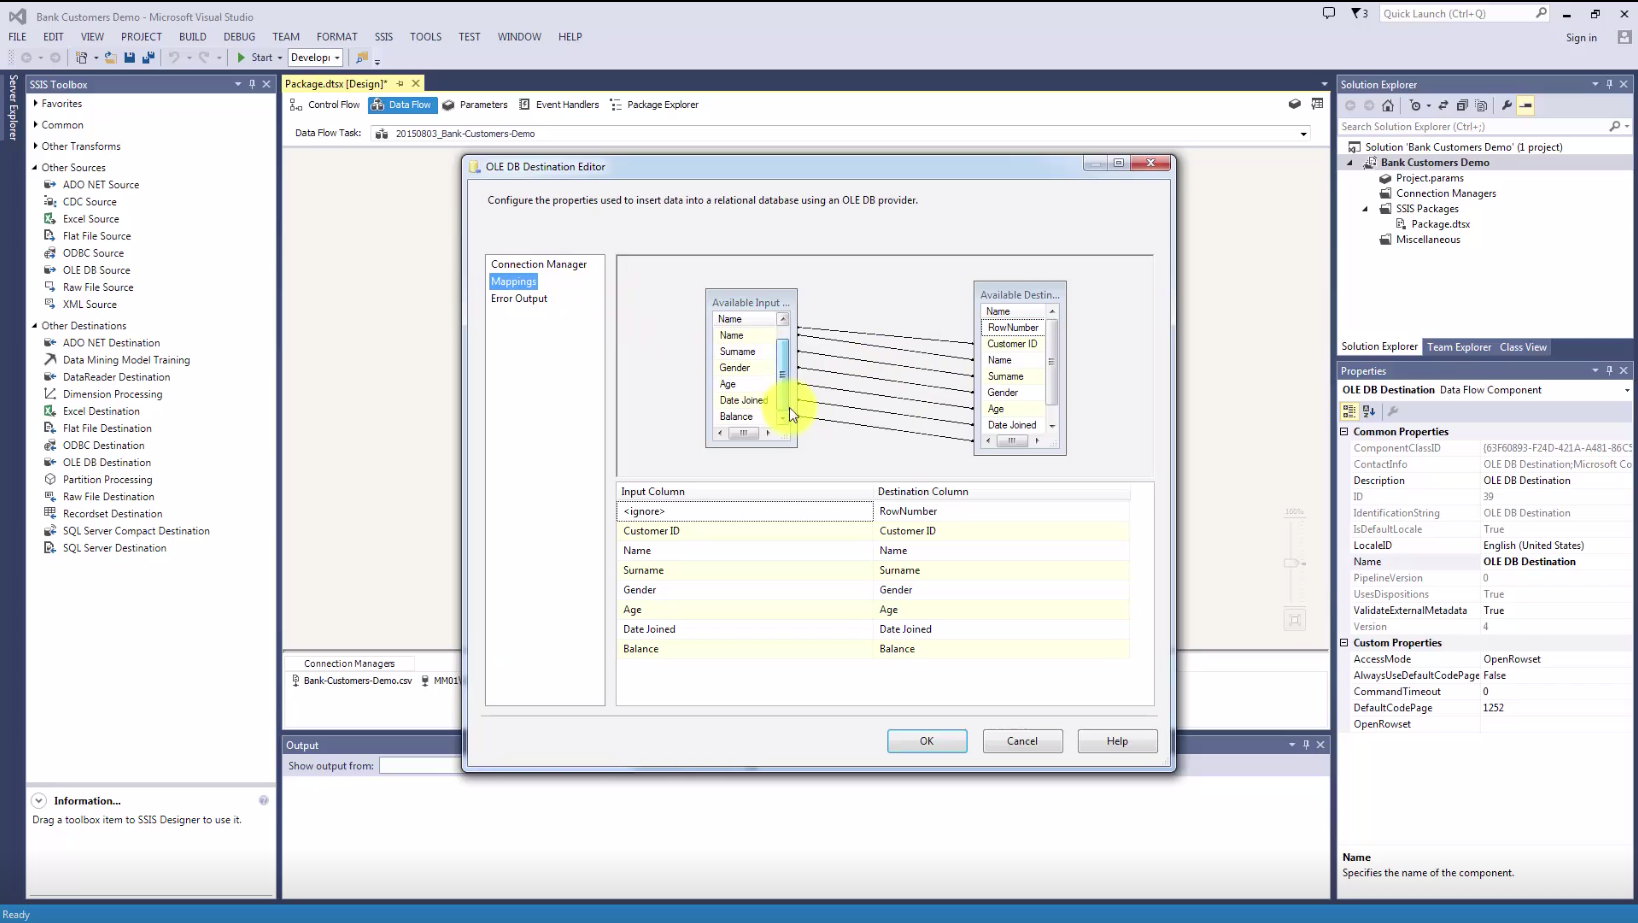 Bank Customers Demo - Microsoft Visual Studio
3
Quick Launch (Ctrl+Q)
FILE EDIT VIEW PROJECT BUILD DEBUG TEAM FORMAT SSIS TOOLS TEST WINDOW HELP
Sign in
Start
Develop
Server Explorer
SSIS Toolbox
Favorites
Common
Other Transforms
Other Sources
ADO NET Source
CDC Source
Excel Source
Flat File Source
ODBC Source
OLE DB Source
Raw File Source
XML Source
Other Destinations
ADO NET Destination
Data Mining Model Training
DataReader Destination
Dimension Processing
Excel Destination
Flat File Destination
ODBC Destination
OLE DB Destination
Partition Processing
Raw File Destination
Recordset Destination
SQL Server Compact Destination
SQL Server Destination
Information...
Drag a toolbox item to SSIS Designer to use it.
Package.dtsx [Design]*
Control Flow Data Flow Parameters Event Handlers Package Explorer
Data Flow Task: 20150803_Bank-Customers-Demo
OLE DB Destination Editor
Configure the properties used to insert data into a relational database using an OLE DB provider.
Connection Manager
Mappings
Error Output
Available Input ...
Name
Name
Surname
Gender
Age
Date Joined
Balance
Available Destin...
Name
RowNumber
Customer ID
Name
Surname
Gender
Age
Date Joined
Input Column Destination Column
<ignore> RowNumber
Customer ID Customer ID
Name Name
Surname Surname
Gender Gender
Age Age
Date Joined Date Joined
Balance Balance
OK Cancel Help
100%
Connection Managers
Bank-Customers-Demo.csv MM01\
Output
Show output from:
Solution Explorer
Search Solution Explorer (Ctrl+;)
Solution 'Bank Customers Demo' (1 project)
Bank Customers Demo
Project.params
Connection Managers
SSIS Packages
Package.dtsx
Miscellaneous
Solution Explorer Team Explorer Class View
Properties
OLE DB Destination Data Flow Component
Common Properties
ComponentClassID {63F60893-F24D-421A-A481-86C5
ContactInfo OLE DB Destination;Microsoft Co
Description OLE DB Destination
ID 39
IdentificationString OLE DB Destination
IsDefaultLocale True
LocaleID English (United States)
Name OLE DB Destination
PipelineVersion 0
UsesDispositions True
ValidateExternalMetadata True
Version 4
Custom Properties
AccessMode OpenRowset
AlwaysUseDefaultCodePage False
CommandTimeout 0
DefaultCodePage 1252
OpenRowset
Name
Specifies the name of the component.
Ready